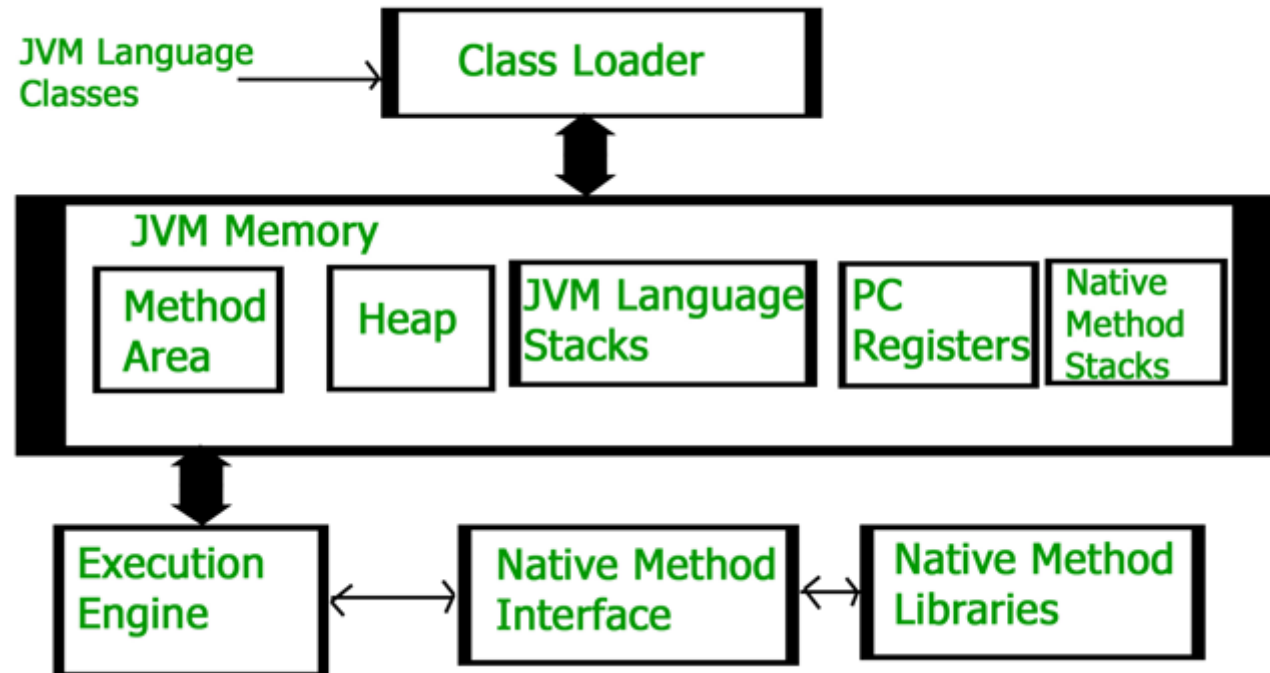 JVM Language
Classes
Class Loader
JVM Memory
Method
Area
Heap
JVM Language
Stacks
PC
Registers
Native
Method
Stacks
Execution
Engine
Native Method
Interface
Native Method
Libraries